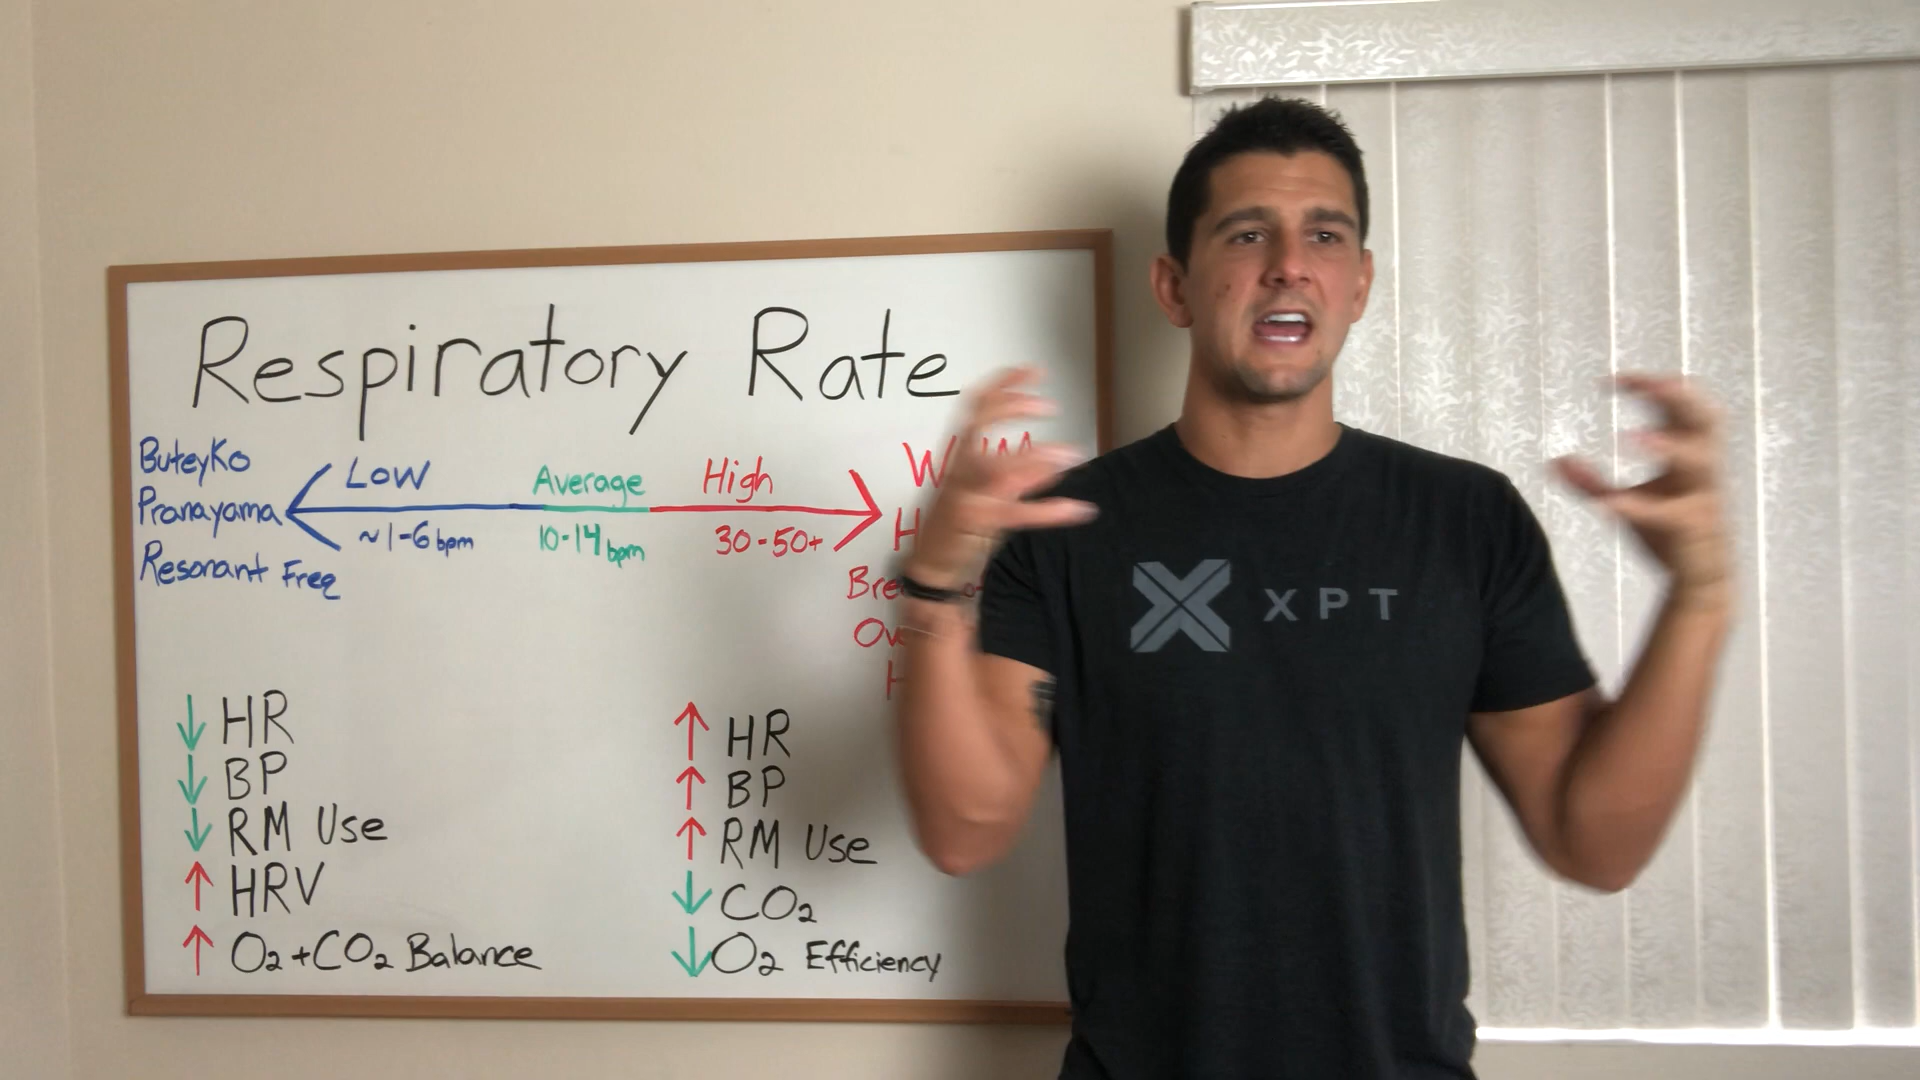 Respiratory Rate
Buteyko
Pranayama
Resonant Freq
Low
~1-6 bpm
Average
10-14 bpm
High
30-50+
↓ HR
↓ BP
↓ RM Use
↑ HRV
↑ O2+CO2 Balance
↑ HR
↑ BP
↑ RM Use
↓ CO2
↓ O2 Efficiency
XPT